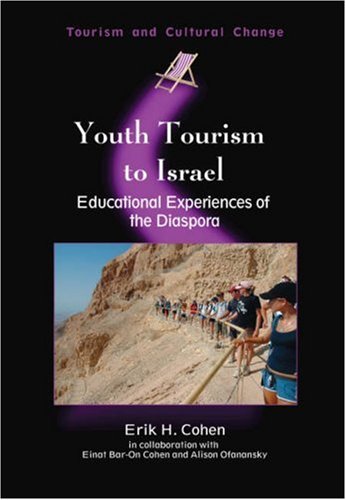 Tourism and Cultural Change
Youth Tourism
to Israel
Educational Experiences of
the Diaspora
Erik H. Cohen
in collaboration with
Einat Bar-On Cohen and Alison Ofanansky